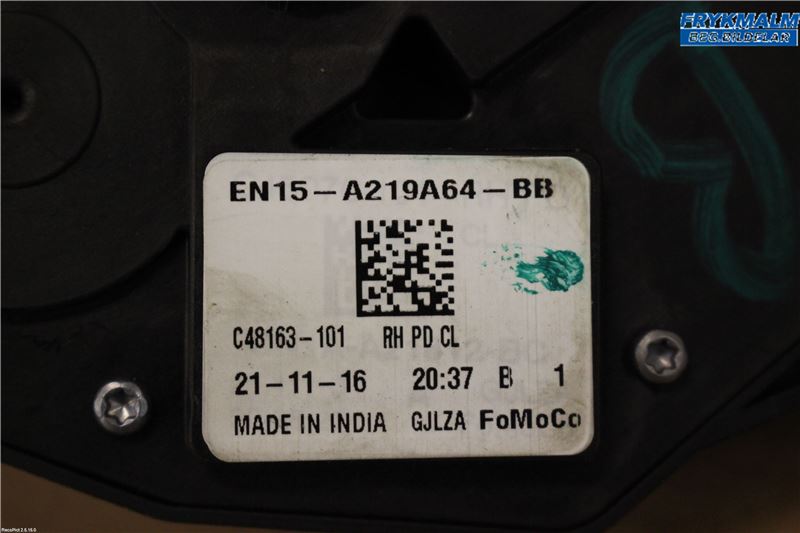 FRYKMALM
BEG.BILDELAR
EN15-A219A64-BB
C48163-101 RH PD CL
21-11-16 20:37 B 1
MADE IN INDIA GJLZA FoMoCo